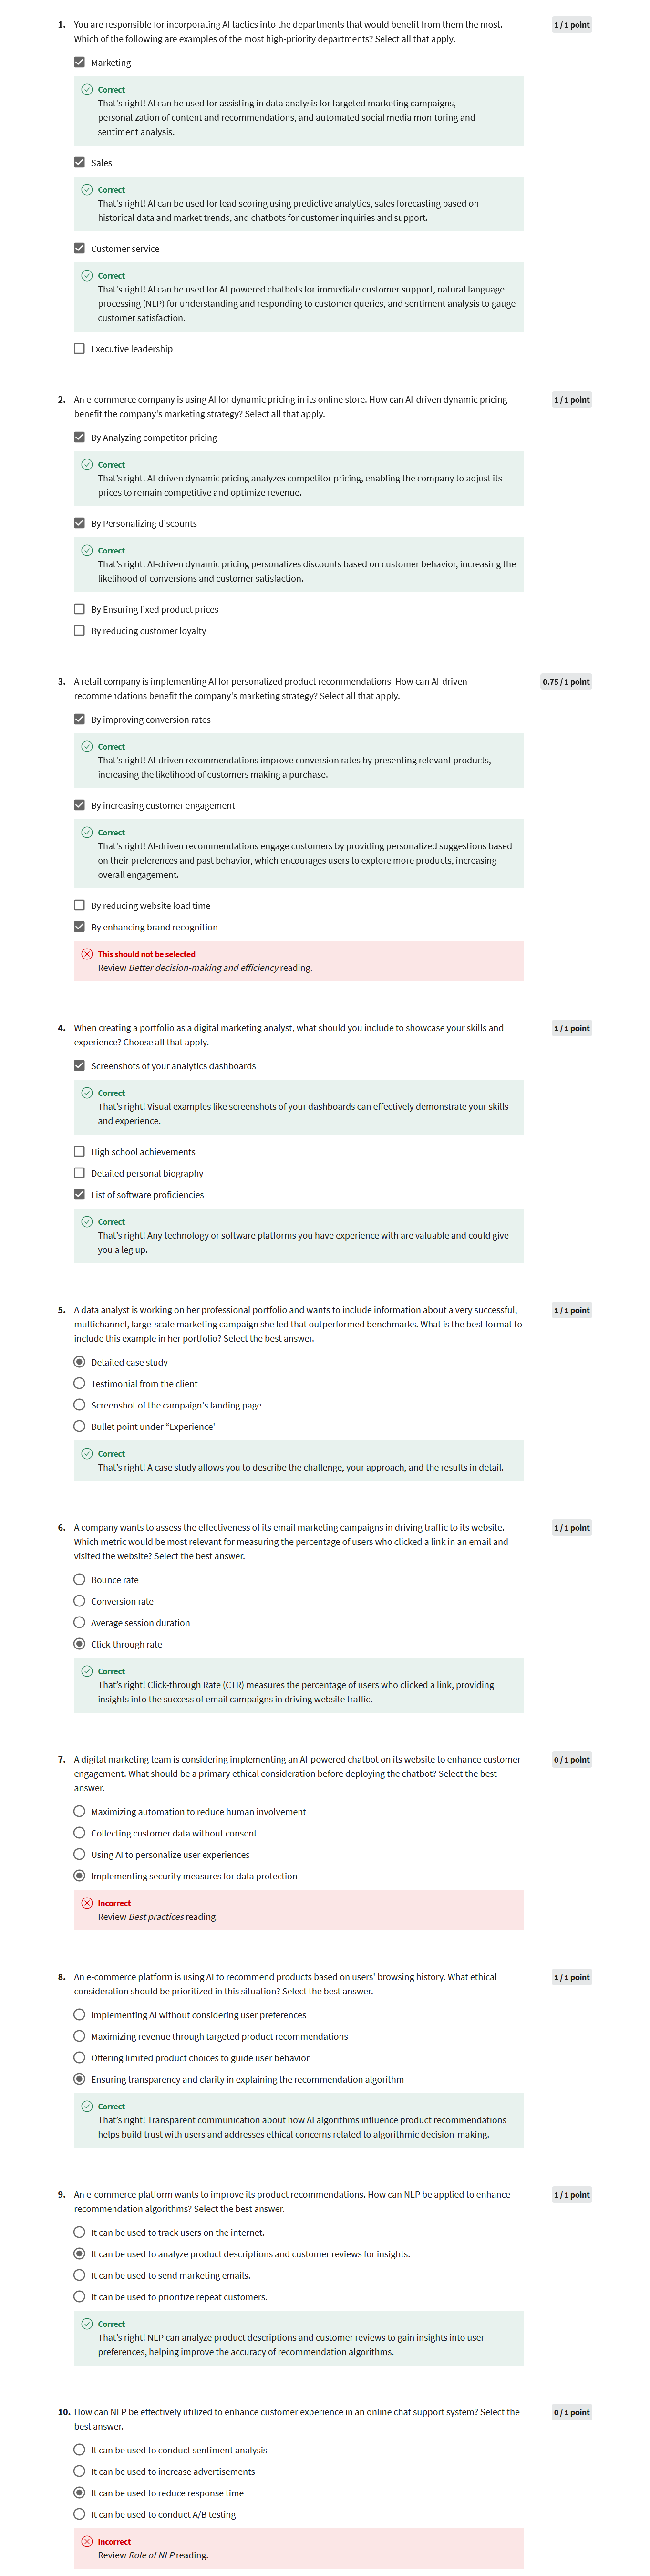 1. You are responsible for incorporating AI tactics into the departments that would benefit from them the most.
Which of the following are examples of the most high-priority departments? Select all that apply.
1 / 1 point
Marketing
Correct
That's right! AI can be used for assisting in data analysis for targeted marketing campaigns,
personalization of content and recommendations, and automated social media monitoring and
sentiment analysis.
Sales
Correct
That's right! AI can be used for lead scoring using predictive analytics, sales forecasting based on
historical data and market trends, and chatbots for customer inquiries and support.
Customer service
Correct
That's right! AI can be used for AI-powered chatbots for immediate customer support, natural language
processing (NLP) for understanding and responding to customer queries, and sentiment analysis to gauge
customer satisfaction.
Executive leadership
2. An e-commerce company is using AI for dynamic pricing in its online store. How can AI-driven dynamic pricing
benefit the company's marketing strategy? Select all that apply.
1 / 1 point
By Analyzing competitor pricing
Correct
That's right! AI-driven dynamic pricing analyzes competitor pricing, enabling the company to adjust its
prices to remain competitive and optimize revenue.
By Personalizing discounts
Correct
That's right! AI-driven dynamic pricing personalizes discounts based on customer behavior, increasing the
likelihood of conversions and customer satisfaction.
By Ensuring fixed product prices
By reducing customer loyalty
3. A retail company is implementing AI for personalized product recommendations. How can AI-driven
recommendations benefit the company's marketing strategy? Select all that apply.
0.75 / 1 point
By improving conversion rates
Correct
That's right! AI-driven recommendations improve conversion rates by presenting relevant products,
increasing the likelihood of customers making a purchase.
By increasing customer engagement
Correct
That's right! AI-driven recommendations engage customers by providing personalized suggestions based
on their preferences and past behavior, which encourages users to explore more products, increasing
overall engagement.
By reducing website load time
By enhancing brand recognition
This should not be selected
Review Better decision-making and efficiency reading.
4. When creating a portfolio as a digital marketing analyst, what should you include to showcase your skills and
experience? Choose all that apply.
1 / 1 point
Screenshots of your analytics dashboards
Correct
That's right! Visual examples like screenshots of your dashboards can effectively demonstrate your skills
and experience.
High school achievements
Detailed personal biography
List of software proficiencies
Correct
That's right! Any technology or software platforms you have experience with are valuable and could give
you a leg up.
5. A data analyst is working on her professional portfolio and wants to include information about a very successful,
multichannel, large-scale marketing campaign she led that outperformed benchmarks. What is the best format to
include this example in her portfolio? Select the best answer.
1 / 1 point
Detailed case study
Testimonial from the client
Screenshot of the campaign's landing page
Bullet point under “Experience'
Correct
That's right! A case study allows you to describe the challenge, your approach, and the results in detail.
6. A company wants to assess the effectiveness of its email marketing campaigns in driving traffic to its website.
Which metric would be most relevant for measuring the percentage of users who clicked a link in an email and
visited the website? Select the best answer.
1 / 1 point
Bounce rate
Conversion rate
Average session duration
Click-through rate
Correct
That's right! Click-through Rate (CTR) measures the percentage of users who clicked a link, providing
insights into the success of email campaigns in driving website traffic.
7. A digital marketing team is considering implementing an AI-powered chatbot on its website to enhance customer
engagement. What should be a primary ethical consideration before deploying the chatbot? Select the best
answer.
0 / 1 point
Maximizing automation to reduce human involvement
Collecting customer data without consent
Using AI to personalize user experiences
Implementing security measures for data protection
Incorrect
Review Best practices reading.
8. An e-commerce platform is using AI to recommend products based on users' browsing history. What ethical
consideration should be prioritized in this situation? Select the best answer.
1 / 1 point
Implementing AI without considering user preferences
Maximizing revenue through targeted product recommendations
Offering limited product choices to guide user behavior
Ensuring transparency and clarity in explaining the recommendation algorithm
Correct
That's right! Transparent communication about how AI algorithms influence product recommendations
helps build trust with users and addresses ethical concerns related to algorithmic decision-making.
9. An e-commerce platform wants to improve its product recommendations. How can NLP be applied to enhance
recommendation algorithms? Select the best answer.
1 / 1 point
It can be used to track users on the internet.
It can be used to analyze product descriptions and customer reviews for insights.
It can be used to send marketing emails.
It can be used to prioritize repeat customers.
Correct
That's right! NLP can analyze product descriptions and customer reviews to gain insights into user
preferences, helping improve the accuracy of recommendation algorithms.
10. How can NLP be effectively utilized to enhance customer experience in an online chat support system? Select the
best answer.
0 / 1 point
It can be used to conduct sentiment analysis
It can be used to increase advertisements
It can be used to reduce response time
It can be used to conduct A/B testing
Incorrect
Review Role of NLP reading.